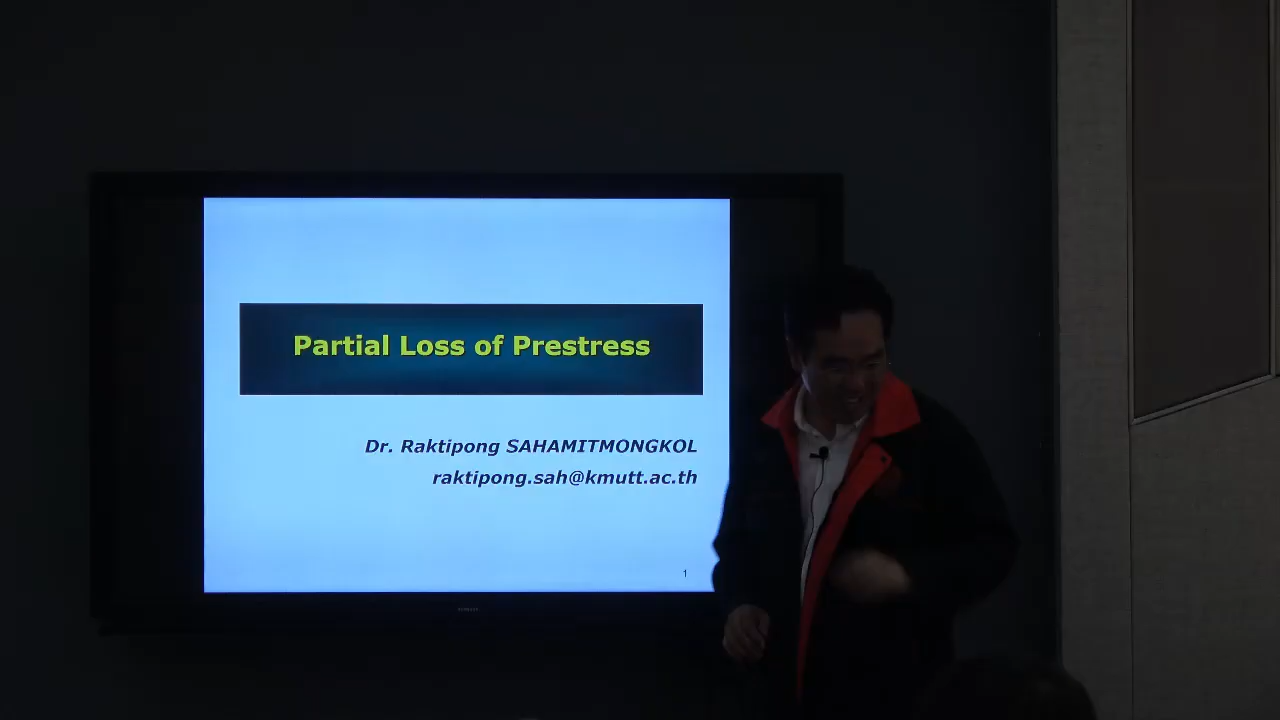 Partial Loss of Prestress
Dr. Raktipong SAHAMITMONGKOL
raktipong.sah@kmutt.ac.th
1